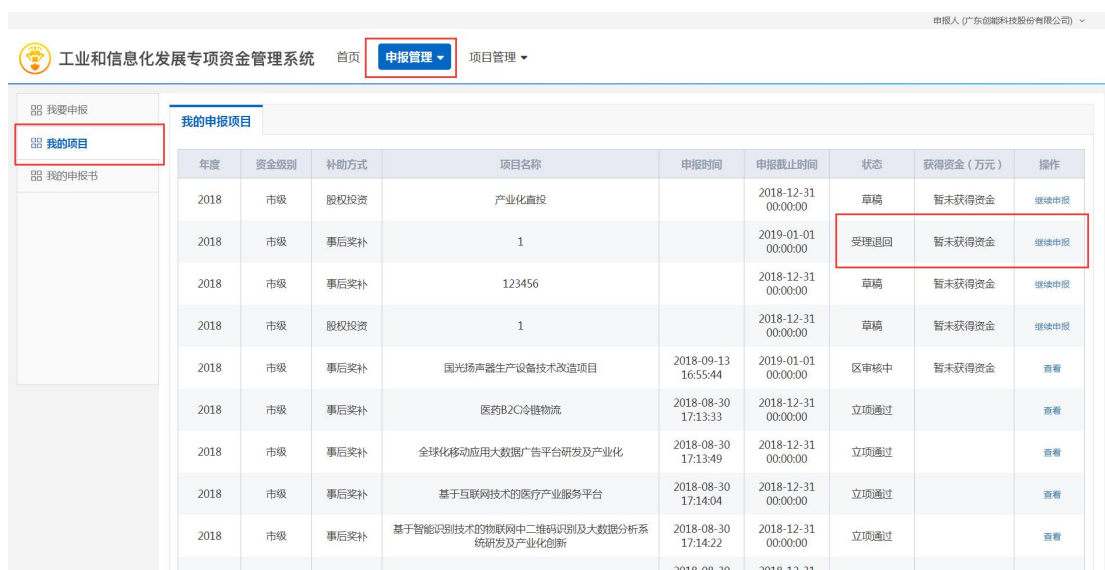 申报人 (广东创能科技股份有限公司)
工业和信息化发展专项资金管理系统 首页 申报管理 项目管理
我要申报
我的项目
我的申报书
我的申报项目
年度 资金级别 补助方式 项目名称 申报时间 申报截止时间 状态 获得资金（万元） 操作
2018 市级 股权投资 产业化直投 2018-12-31 00:00:00 草稿 暂未获得资金 继续申报
2018 市级 事后奖补 1 2019-01-01 00:00:00 受理退回 暂未获得资金 继续申报
2018 市级 事后奖补 123456 2018-12-31 00:00:00 草稿 暂未获得资金 继续申报
2018 市级 股权投资 1 2018-12-31 00:00:00 草稿 暂未获得资金 继续申报
2018 市级 事后奖补 国光扬声器生产设备技术改造项目 2018-09-13 16:55:44 2019-01-01 00:00:00 区审核中 暂未获得资金 查看
2018 市级 事后奖补 医药B2C冷链物流 2018-08-30 17:13:33 2018-12-31 00:00:00 立项通过 查看
2018 市级 事后奖补 全球化移动应用大数据广告平台研发及产业化 2018-08-30 17:13:49 2018-12-31 00:00:00 立项通过 查看
2018 市级 事后奖补 基于互联网技术的医疗产业服务平台 2018-08-30 17:14:04 2018-12-31 00:00:00 立项通过 查看
2018 市级 事后奖补 基于智能识别技术的物联网中二维码识别及大数据分析系统研发及产业化创新 2018-08-30 17:14:22 2018-12-31 00:00:00 立项通过 查看
2018-08-30 2018-12-31